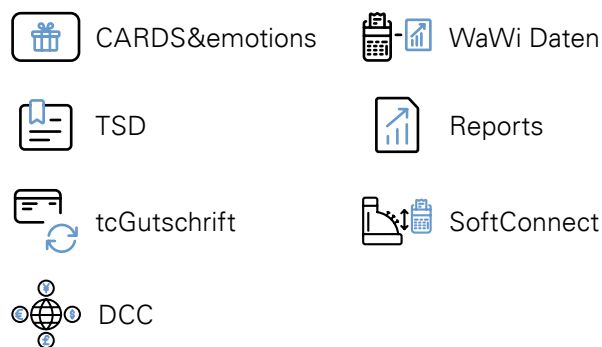 CARDS&emotions
WaWi Daten
TSD
Reports
tcGutschrift
SoftConnect
DCC